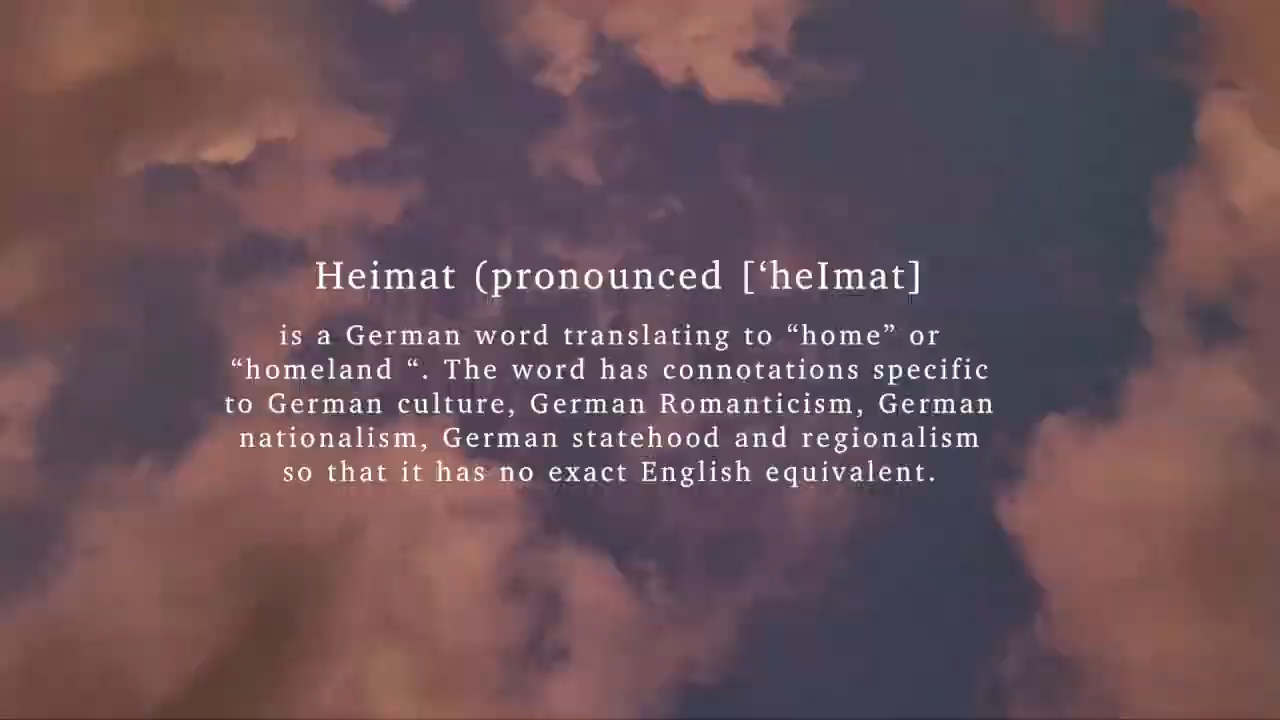 Heimat (pronounced [‘heImat]
is a German word translating to “home” or
“homeland “. The word has connotations specific
to German culture, German Romanticism, German
nationalism, German statehood and regionalism
so that it has no exact English equivalent.